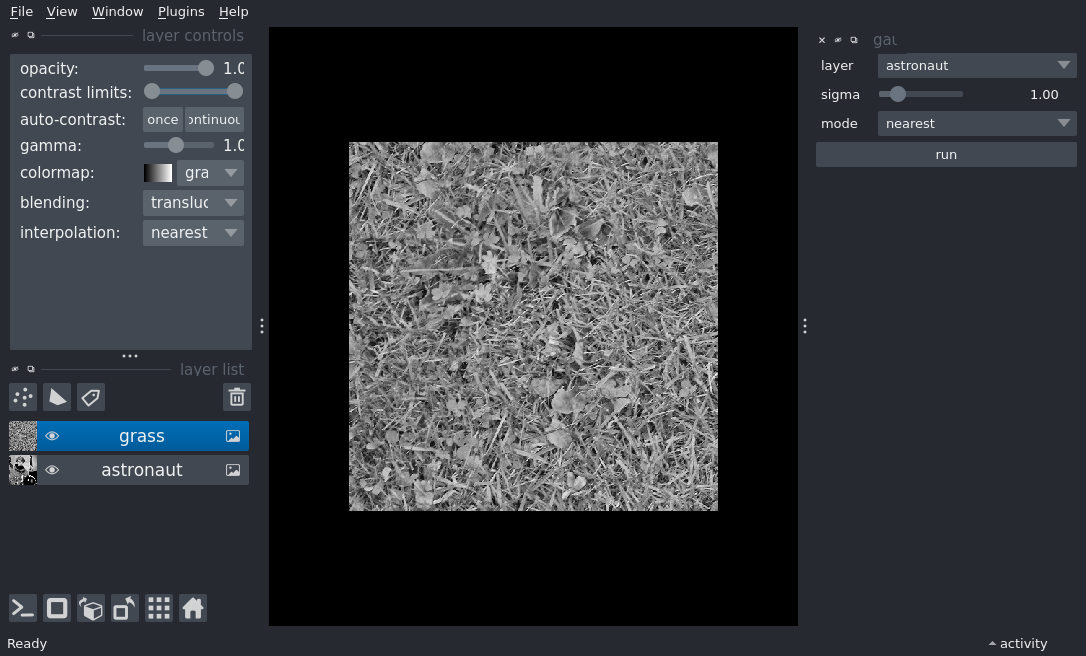 File View Window Plugins Help
layer controls
opacity: 1.0
contrast limits:
auto-contrast: once ontinuou
gamma: 1.0
colormap: gra
blending: transluc
interpolation: nearest
layer list
grass
astronaut
Ready
gau
layer astronaut
sigma 1.00
mode nearest
run
activity